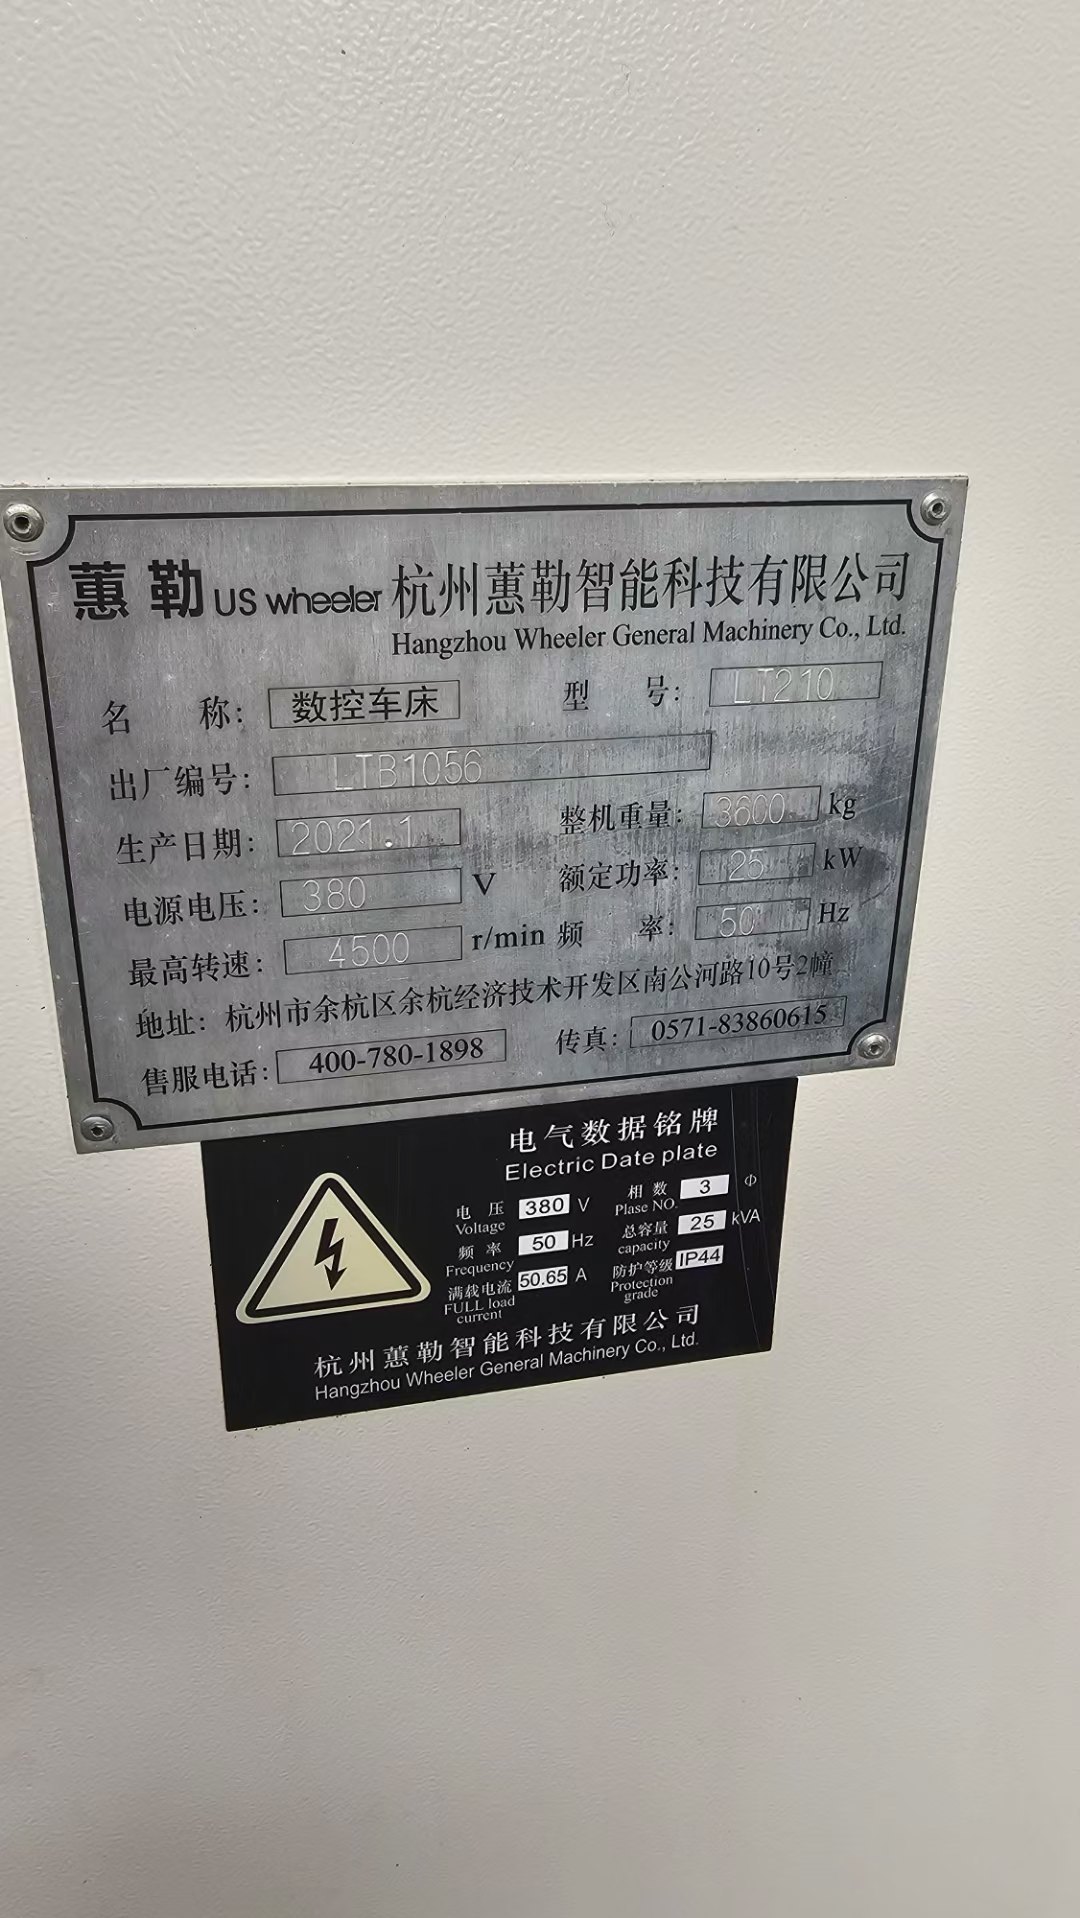 蕙勒 US wheeler 杭州蕙勒智能科技有限公司
Hangzhou Wheeler General Machinery Co., Ltd.
名 称: 数控车床 型 号: LT210
出厂编号: LTB1056
生产日期: 2021.1 整机重量: 3600 kg
电源电压: 380 V 额定功率: 25 kW
最高转速: 4500 r/min 频 率: 50 Hz
地址: 杭州市余杭区余杭经济技术开发区南公河路10号2幢
售服电话: 400-780-1898 传真: 0571-83860615
电气数据铭牌
Electric Date plate
电 压 380 V 相 数 3 Φ
Voltage Plase NO.
频 率 50 Hz 总容量 25 kVA
Frequency capacity
满载电流 50.65 A 防护等级 IP44
FULL load Protection
current grade
杭州蕙勒智能科技有限公司
Hangzhou Wheeler General Machinery Co., Ltd.